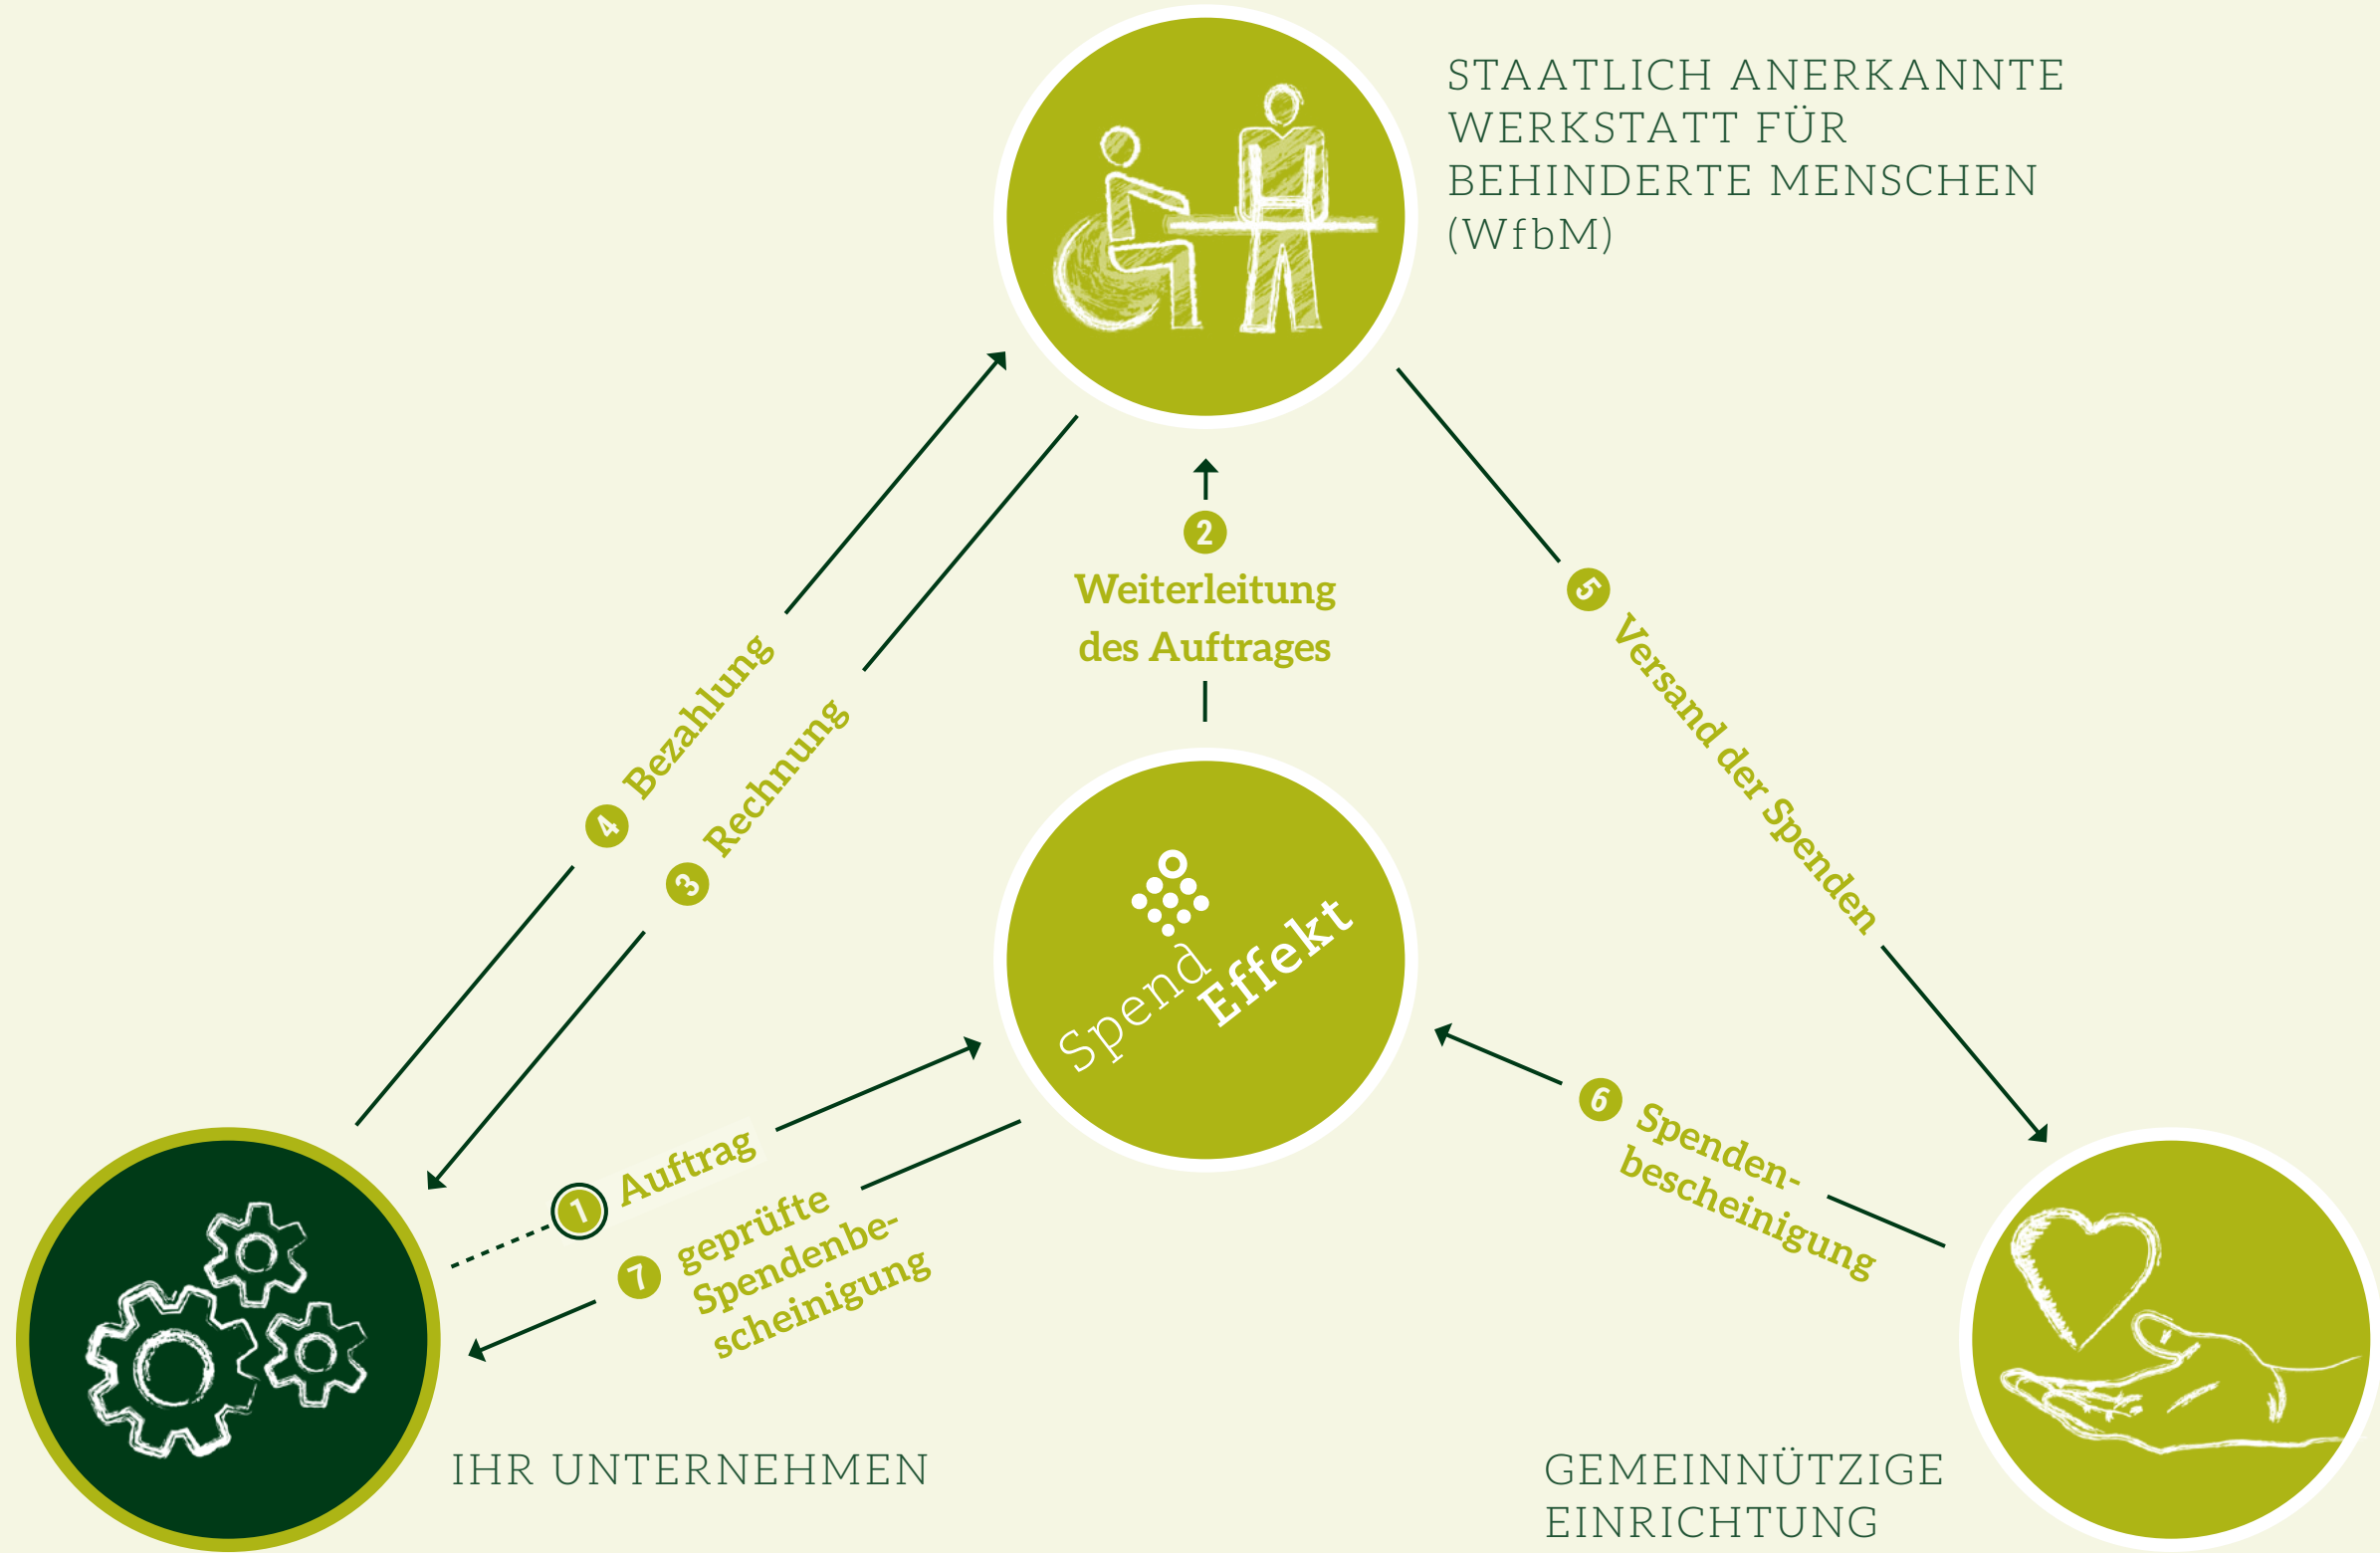 STAATLICH ANERKANNTE
WERKSTATT FÜR
BEHINDERTE MENSCHEN
(WfbM)
2
Weiterleitung
des Auftrages
5 Versand der Spenden
4 Bezahlung
3 Rechnung
Spend
Effekt
1 Auftrag
7 geprüfte
Spendenbe-
scheinigung
6 Spenden-
bescheinigung
IHR UNTERNEHMEN
GEMEINNÜTZIGE
EINRICHTUNG